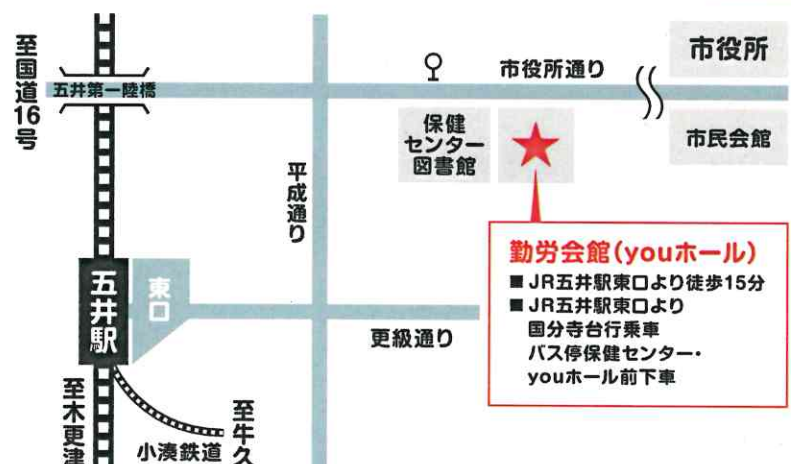 至国道16号
五井第一陸橋
市役所通り
市役所
保健
センター
図書館
市民会館
平成通り
勤労会館(youホール)
■JR五井駅東口より徒歩15分
■JR五井駅東口より
国分寺台行乗車
バス停保健センター・
youホール前下車
五井駅
東口
更級通り
至木更津
小湊鉄道
至牛久